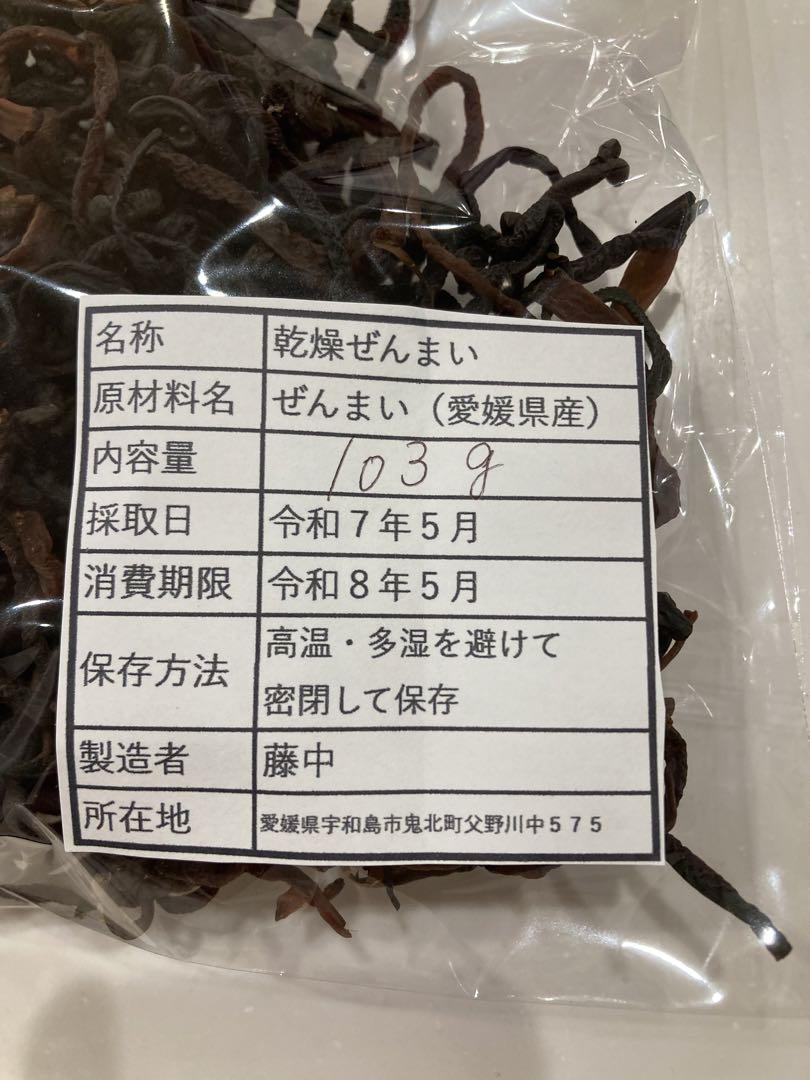 名称 乾燥ぜんまい
原材料名 ぜんまい（愛媛県産）
内容量 103g
採取日 令和７年５月
消費期限 令和８年５月
保存方法 高温・多湿を避けて
密閉して保存
製造者 藤中
所在地 愛媛県宇和島市鬼北町父野川中５７５